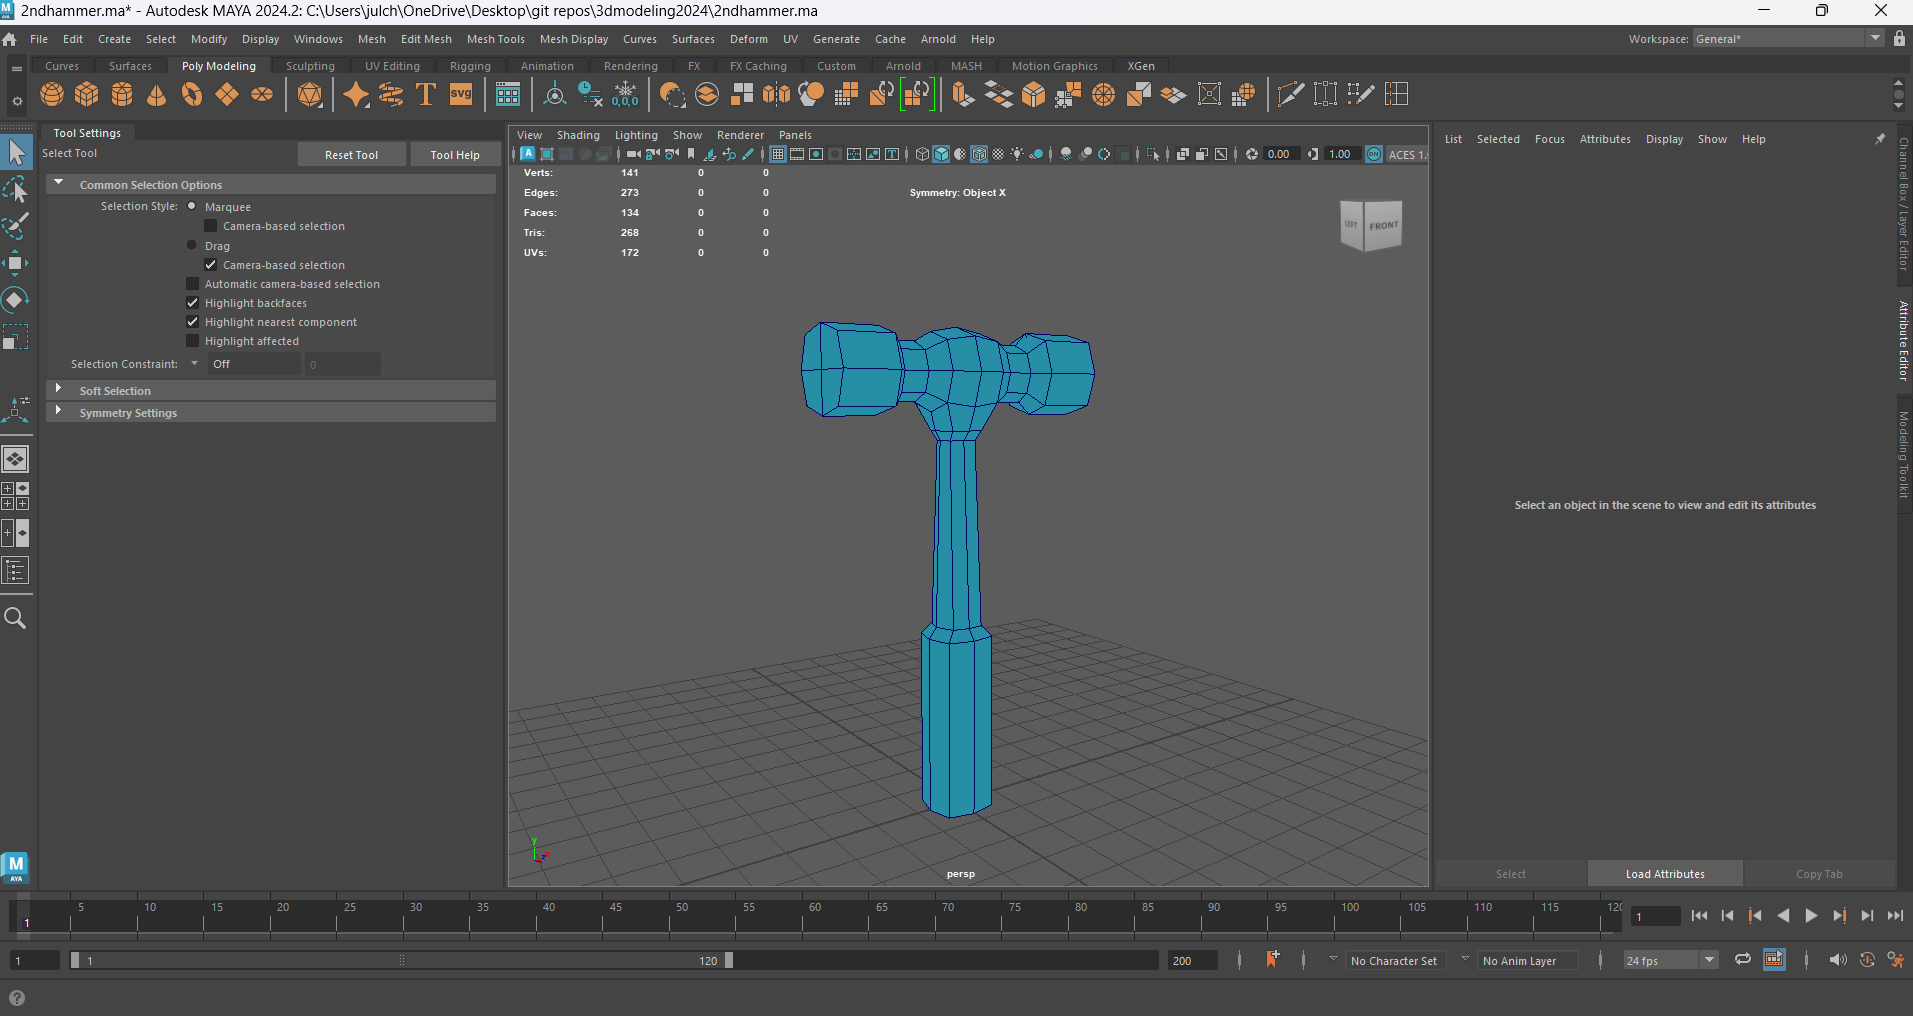 2ndhammer.ma* - Autodesk MAYA 2024.2: C:\Users\julch\OneDrive\Desktop\git repos\3dmodeling2024\2ndhammer.ma
File Edit Create Select Modify Display Windows Mesh Edit Mesh Mesh Tools Mesh Display Curves Surfaces Deform UV Generate Cache Arnold Help Workspace: General*
Curves Surfaces Poly Modeling Sculpting UV Editing Rigging Animation Rendering FX FX Caching Custom Arnold MASH Motion Graphics XGen
T svg 0,0,0
Tool Settings
Select Tool Reset Tool Tool Help
Common Selection Options
Selection Style: Marquee
Camera-based selection
Drag
Camera-based selection
Automatic camera-based selection
Highlight backfaces
Highlight nearest component
Highlight affected
Selection Constraint: Off 0
Soft Selection
Symmetry Settings
View Shading Lighting Show Renderer Panels
0.00 1.00 ON ACES 1.
Verts: 141 0 0
Edges: 273 0 0
Faces: 134 0 0
Tris: 268 0 0
UVs: 172 0 0
Symmetry: Object X
LEFT FRONT
y
persp
List Selected Focus Attributes Display Show Help
Select an object in the scene to view and edit its attributes
Select Load Attributes Copy Tab
Channel Box / Layer Editor
Attribute Editor
Modeling Toolkit
M
AYA
5 10 15 20 25 30 35 40 45 50 55 60 65 70 75 80 85 90 95 100 105 110 115 120
1 1
1 1 120 200 No Character Set No Anim Layer 24 fps